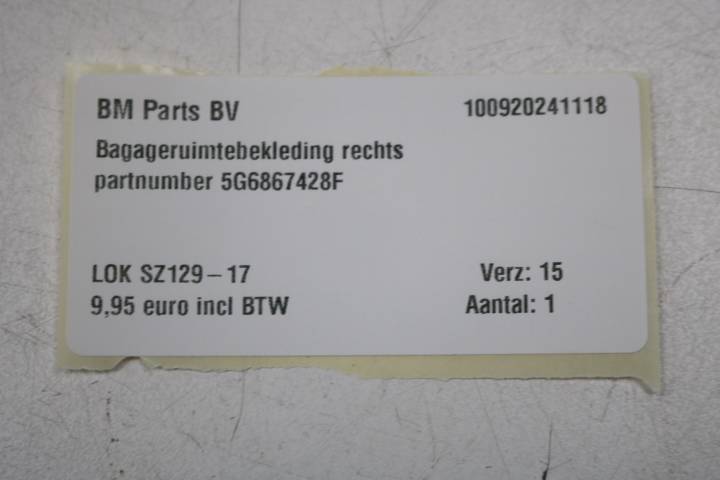 BM Parts BV 100920241118
Bagageruimtebekleding rechts
partnumber 5G6867428F
LOK SZ129-17 Verz: 15
9,95 euro incl BTW Aantal: 1